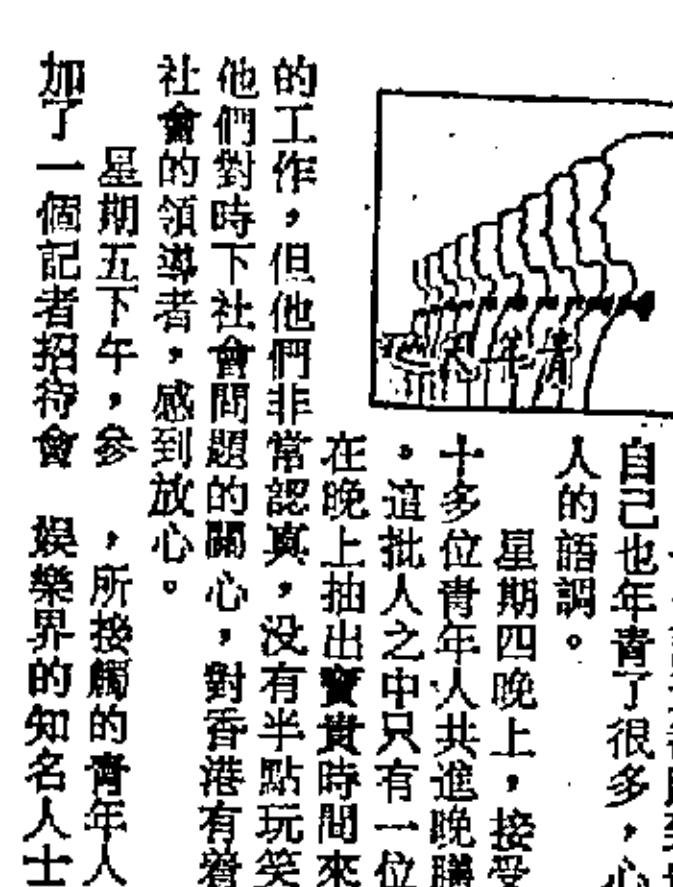 青年天地
自己也年青了很多，心
人的語調。
星期四晚上，接受
十多位青年人共進晚膳
。這批人之中只有一位
在晚上抽出寶貴時間來
的工作，但他們非常認真，没有半點玩笑
他們對時下社會問題的關心，對香港有着
社會的領導者，感到放心。
星期五下午，參
加了一個記者招待會
，所接觸的青年人
娛樂界的知名人士